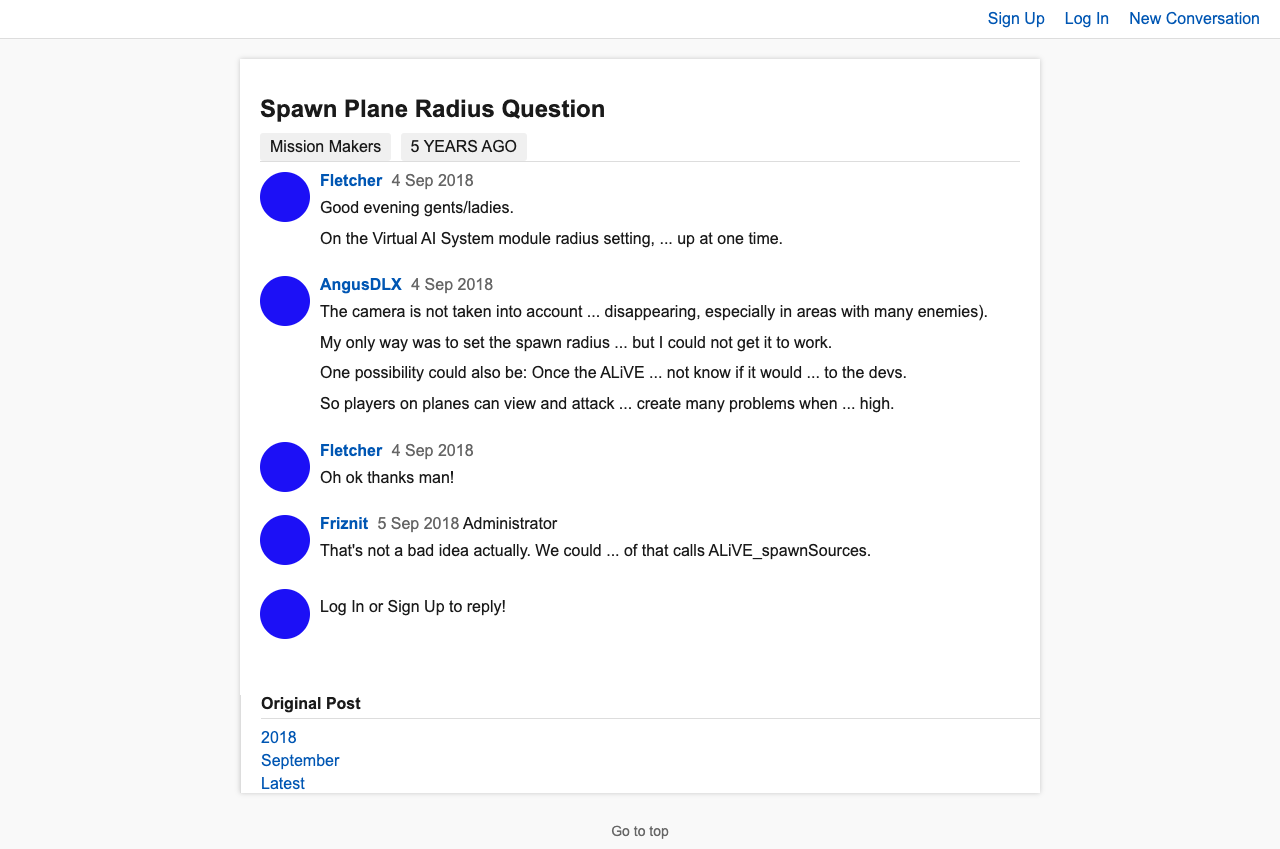 Sign Up Log In New Conversation
Spawn Plane Radius Question
Mission Makers 5 YEARS AGO
Fletcher 4 Sep 2018
Good evening gents/ladies.
On the Virtual AI System module radius setting, ... up at one time.
AngusDLX 4 Sep 2018
The camera is not taken into account ... disappearing, especially in areas with many enemies).
My only way was to set the spawn radius ... but I could not get it to work.
One possibility could also be: Once the ALiVE ... not know if it would ... to the devs.
So players on planes can view and attack ... create many problems when ... high.
Fletcher 4 Sep 2018
Oh ok thanks man!
Friznit 5 Sep 2018 Administrator
That's not a bad idea actually. We could ... of that calls ALiVE_spawnSources.
Log In or Sign Up to reply!
Original Post
2018
September
Latest
Go to top